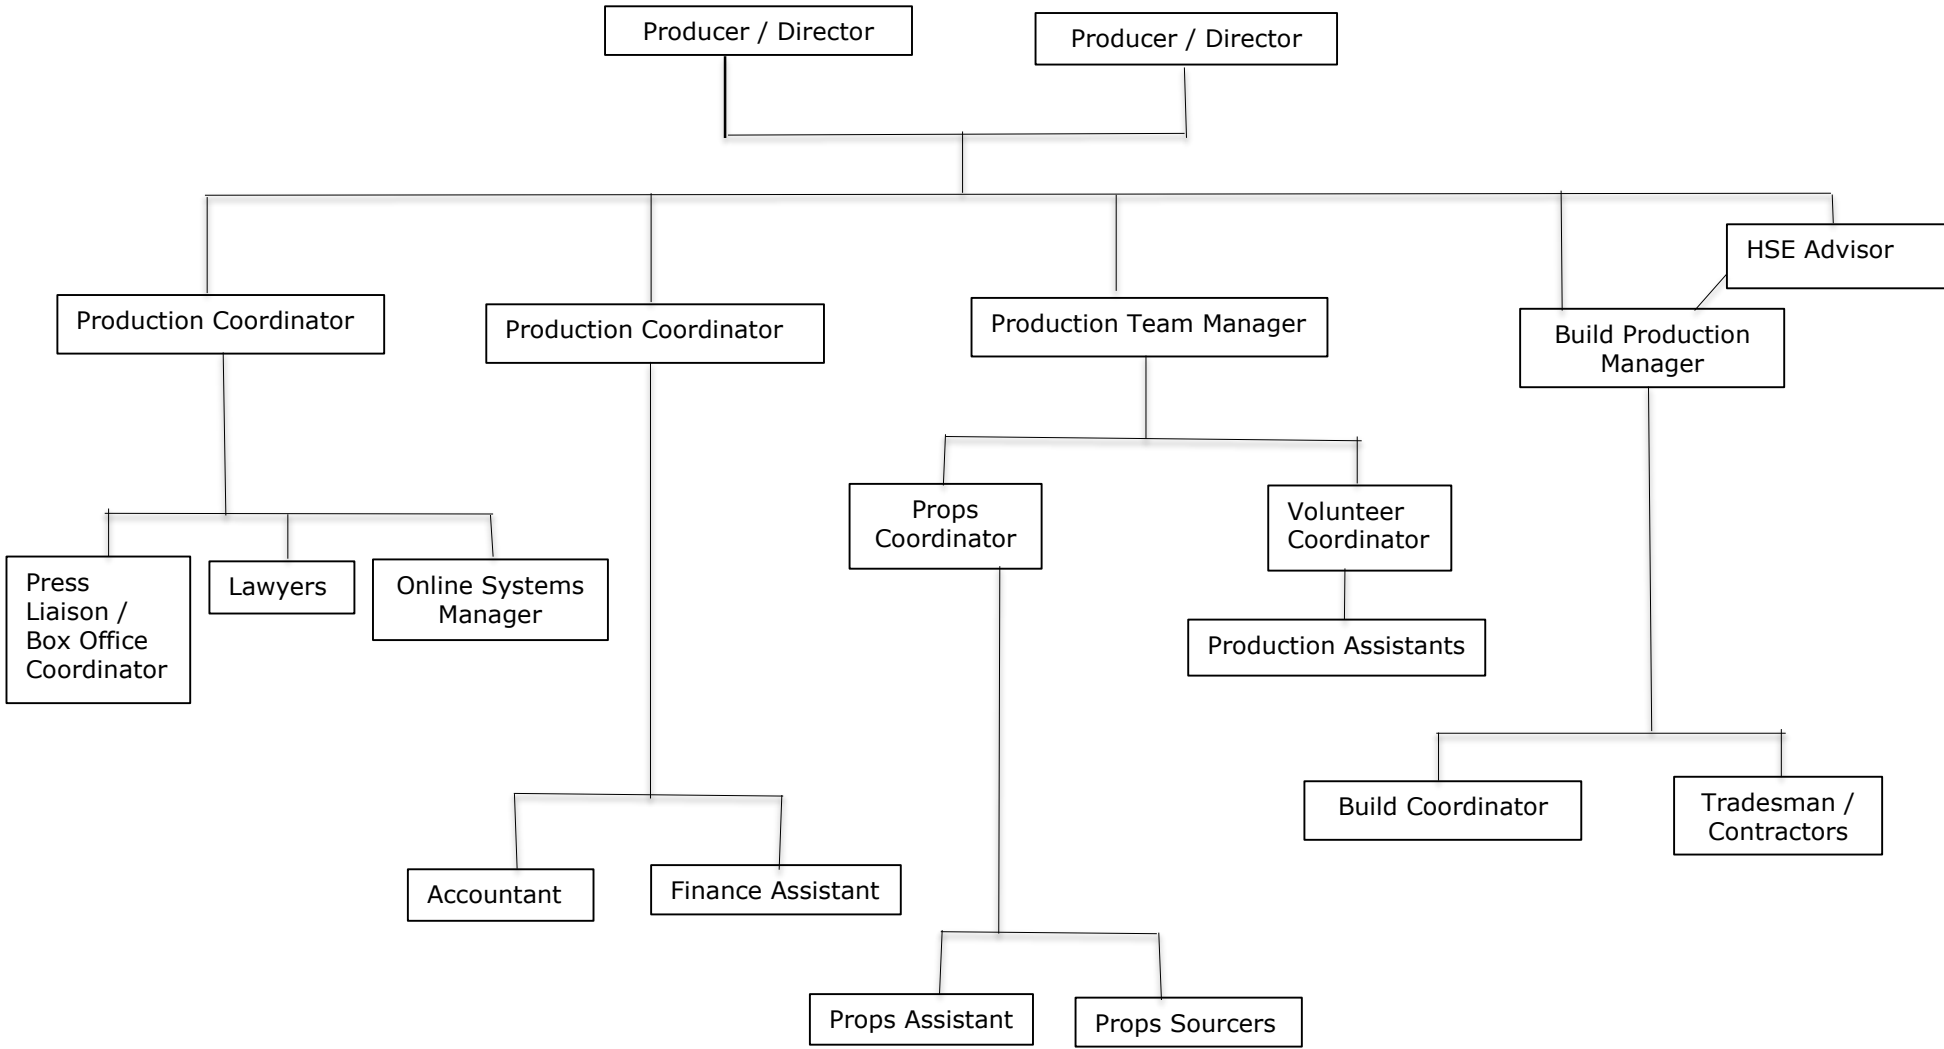 Producer / Director
Producer / Director
HSE Advisor
Production Coordinator
Production Coordinator
Production Team Manager
Build Production
Manager
Props
Coordinator
Volunteer
Coordinator
Press
Liaison /
Box Office
Coordinator
Lawyers
Online Systems
Manager
Production Assistants
Build Coordinator
Tradesman /
Contractors
Accountant
Finance Assistant
Props Assistant
Props Sourcers